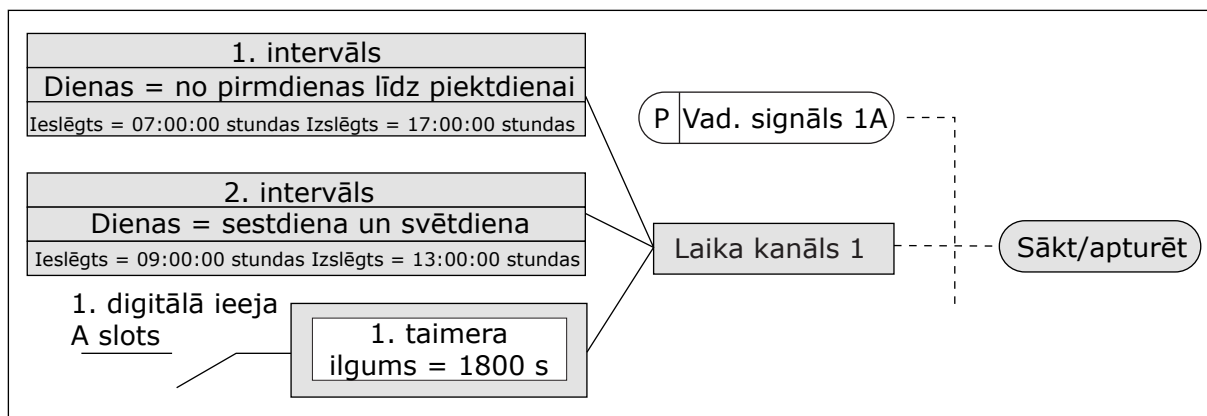 1. intervāls
Dienas = no pirmdienas līdz piektdienai
Ieslēgts = 07:00:00 stundas Izslēgts = 17:00:00 stundas
2. intervāls
Dienas = sestdiena un svētdiena
Ieslēgts = 09:00:00 stundas Izslēgts = 13:00:00 stundas
1. digitālā ieeja
A slots
1. taimera
ilgums = 1800 s
P Vad. signāls 1A
Laika kanāls 1
Sākt/apturēt